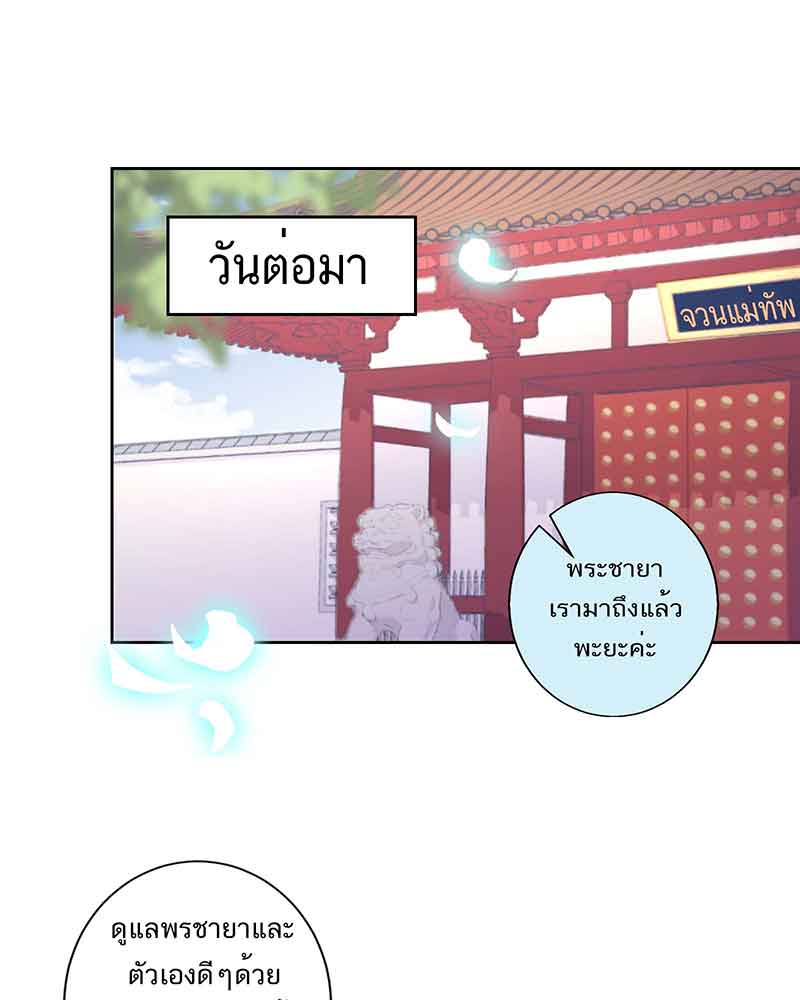 วันต่อมา
จวนแม่ทัพ
พระชายา
เรามาถึงแล้ว
พะยะค่ะ
ดูแลพรชายาและ
ตัวเองดีๆด้วย